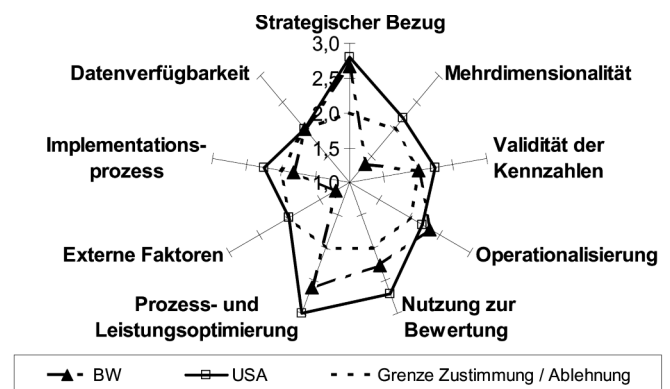 Strategischer Bezug
3,0
2,5
2,0
1,5
1,0
Mehrdimensionalität
Validität der
Kennzahlen
Operationalisierung
Nutzung zur
Bewertung
Prozess- und
Leistungsoptimierung
Externe Faktoren
Implementations-
prozess
Datenverfügbarkeit
BW USA Grenze Zustimmung / Ablehnung